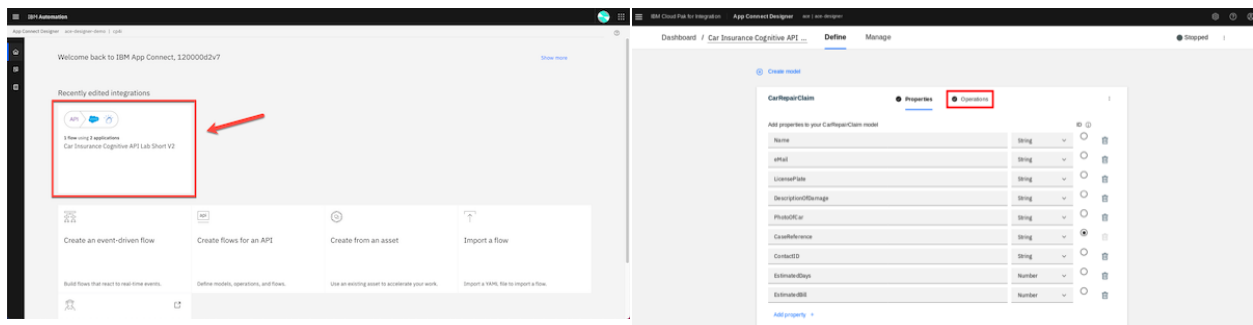 IBM Automation
App Connect Designer ace-designer-demo | cp4i
Welcome back to IBM App Connect, 120000d2v7
Show more
Recently edited integrations
API
1 flow using 2 applications
Car Insurance Cognitive API Lab Short V2
Create an event-driven flow
Build flows that react to real-time events.
API
Create flows for an API
Define models, operations, and flows.
Create from an asset
Use an existing asset to accelerate your work.
Import a flow
Import a YAML file to import a flow.
IBM Cloud Pak for Integration | App Connect Designer
Dashboard / Car Insurance Cognitive API ... Define Manage
Stopped
Create model
CarRepairClaim Properties Operations
Add properties to your CarRepairClaim model ID
Name String
eMail String
LicensePlate String
DescriptionOfDamage String
PhotoOfCar String
CaseReference String
ContactID String
EstimatedDays Number
EstimatedBill Number
Add property +